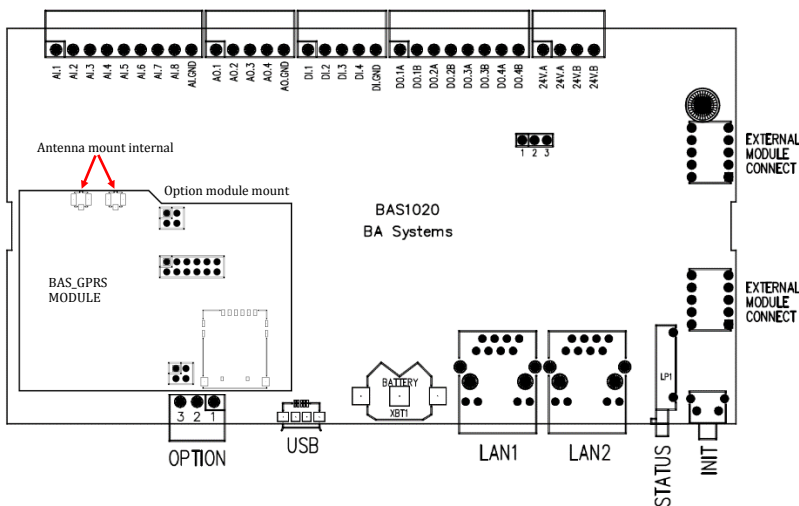 AI.1 AI.2 AI.3 AI.4 AI.5 AI.6 AI.7 AI.8 AI.GND AO.1 AO.2 AO.3 AO.4 AO.GND DI.1 DI.2 DI.3 DI.4 DI.GND DO.1A DO.1B DO.2A DO.2B DO.3A DO.3B DO.4A DO.4B 24V.A 24V.A 24V.B 24V.B
Antenna mount internal
1 2 3
EXTERNAL
MODULE
CONNECT
Option module mount
BAS1020
BA Systems
BAS_GPRS
MODULE
EXTERNAL
MODULE
CONNECT
BATTERY
XBT1
LP1
3 2 1
OPTION
USB
LAN1
LAN2
STATUS
INIT